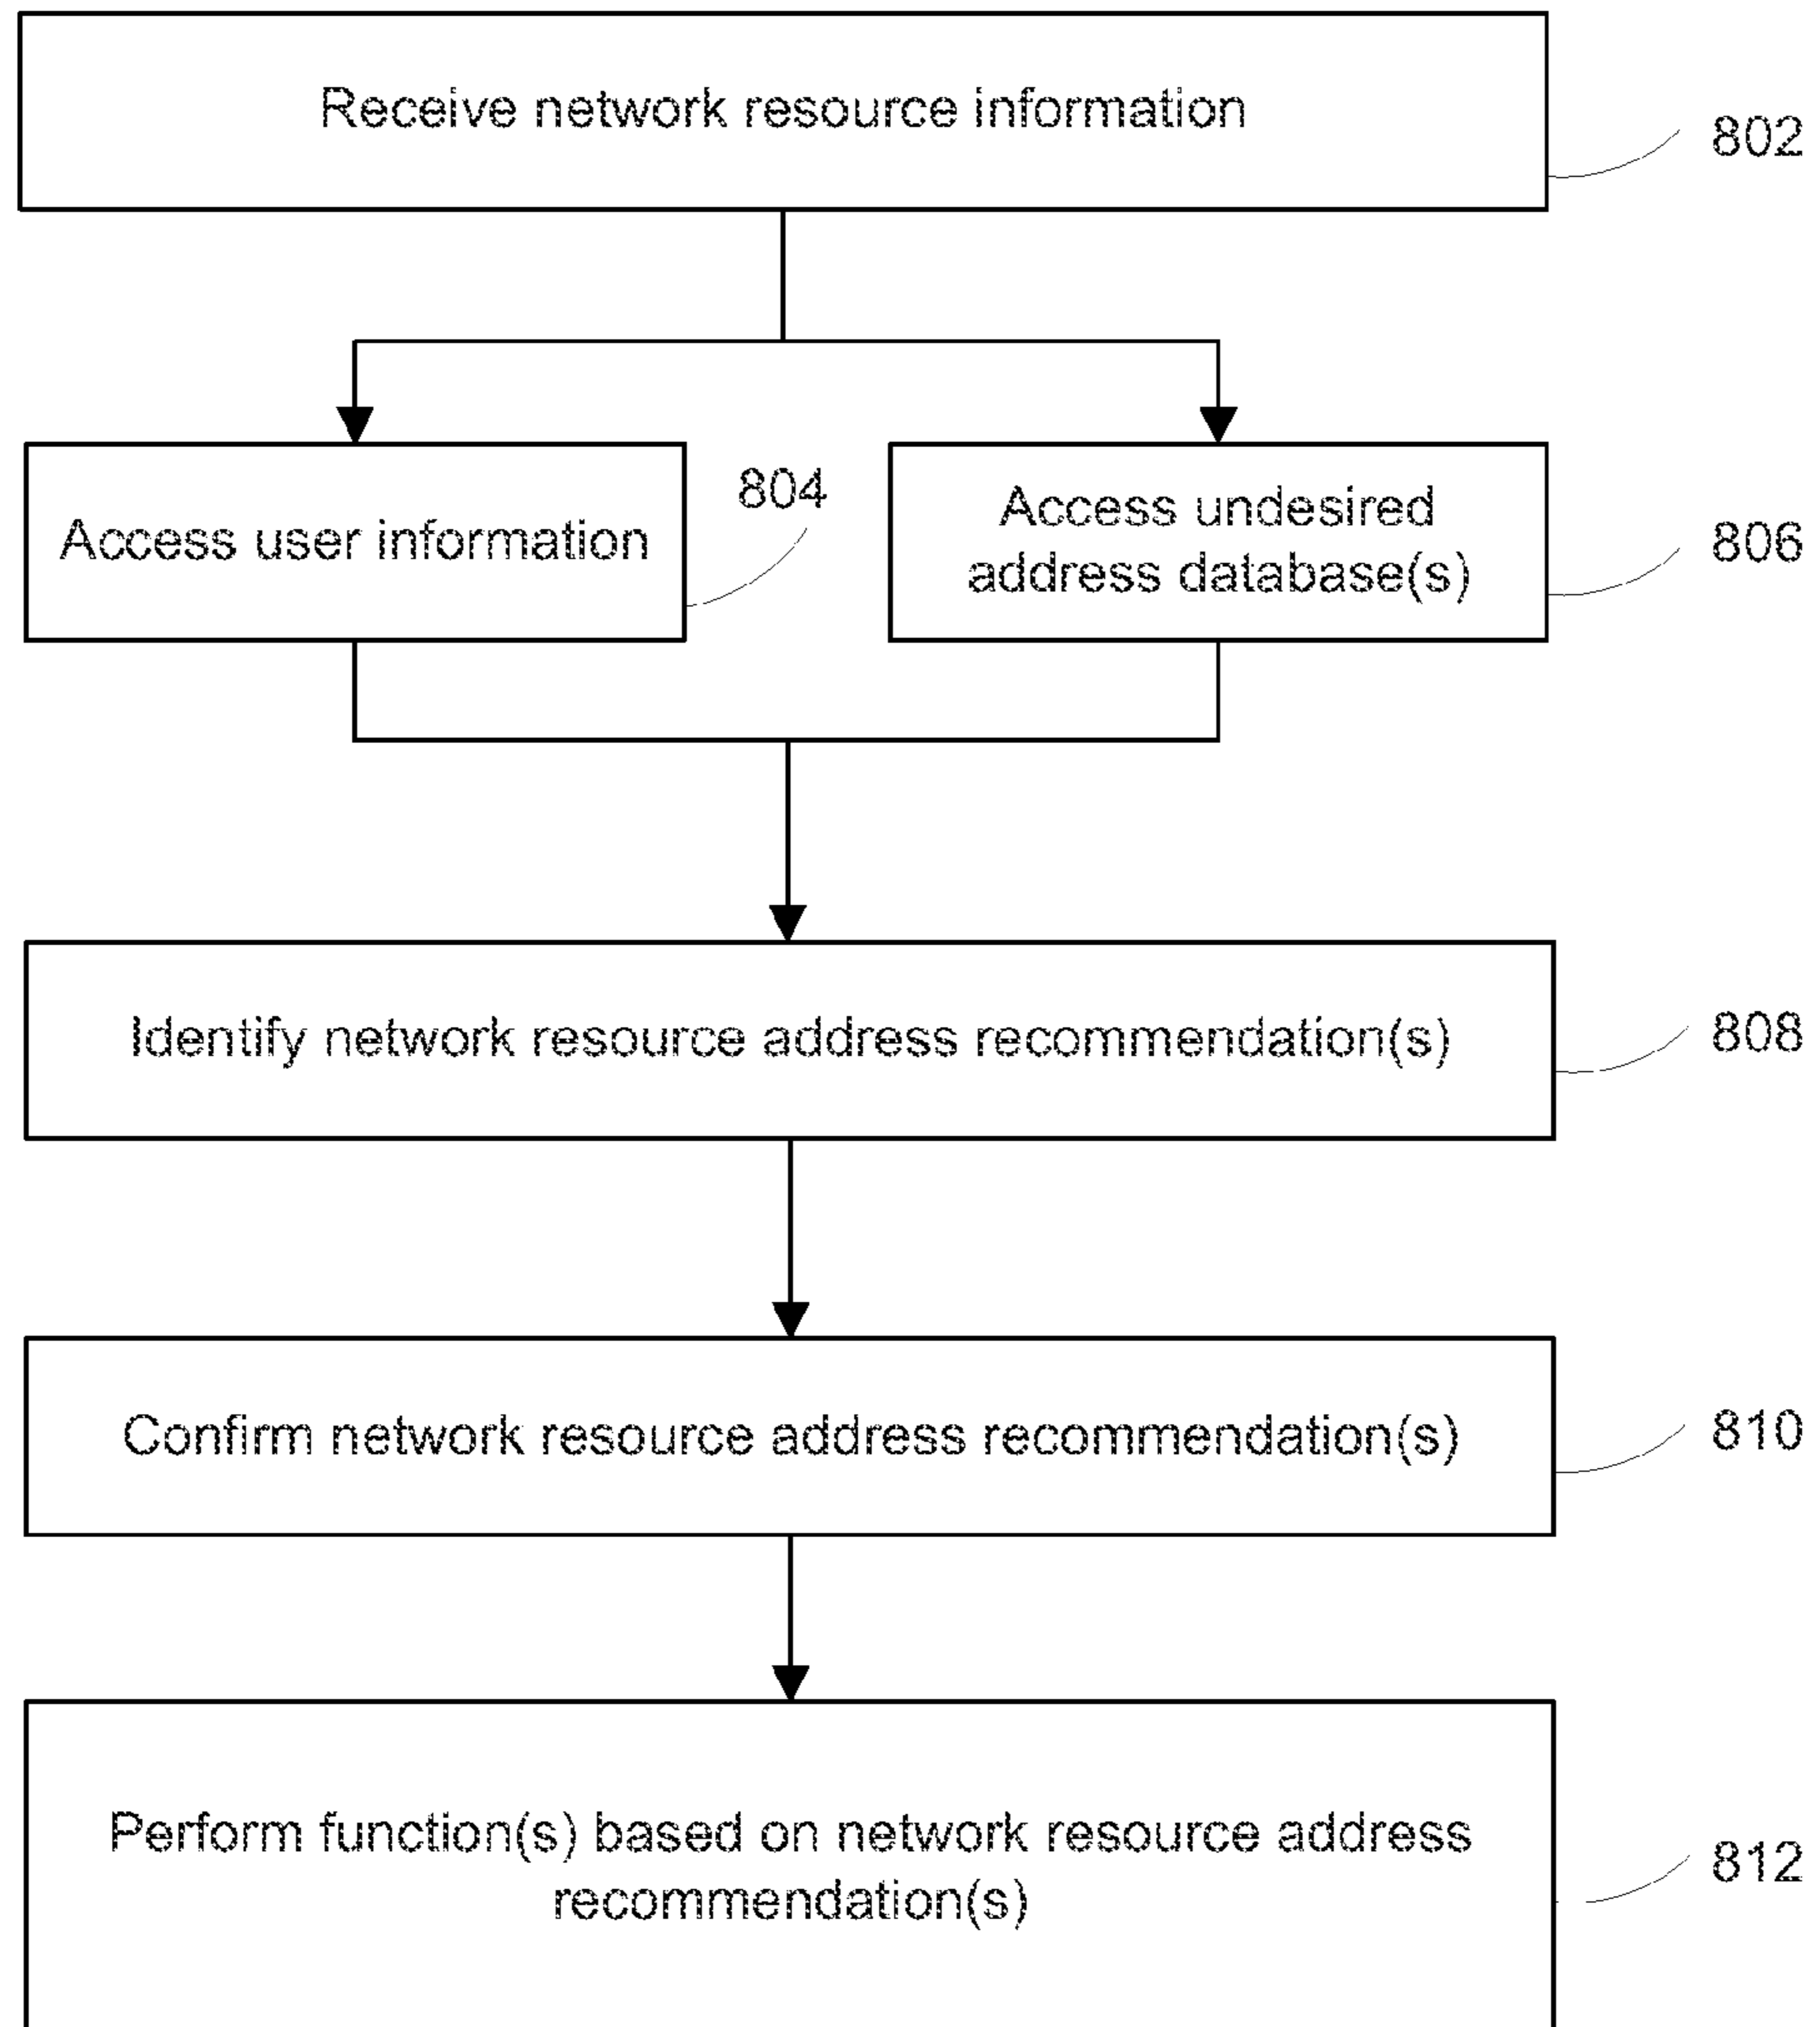 Receive network resource information
802
Access user information
804
Access undesired
address database(s)
806
Identify network resource address recommendation(s)
808
Confirm network resource address recommendation(s)
810
Perform function(s) based on network resource address
recommendation(s)
812